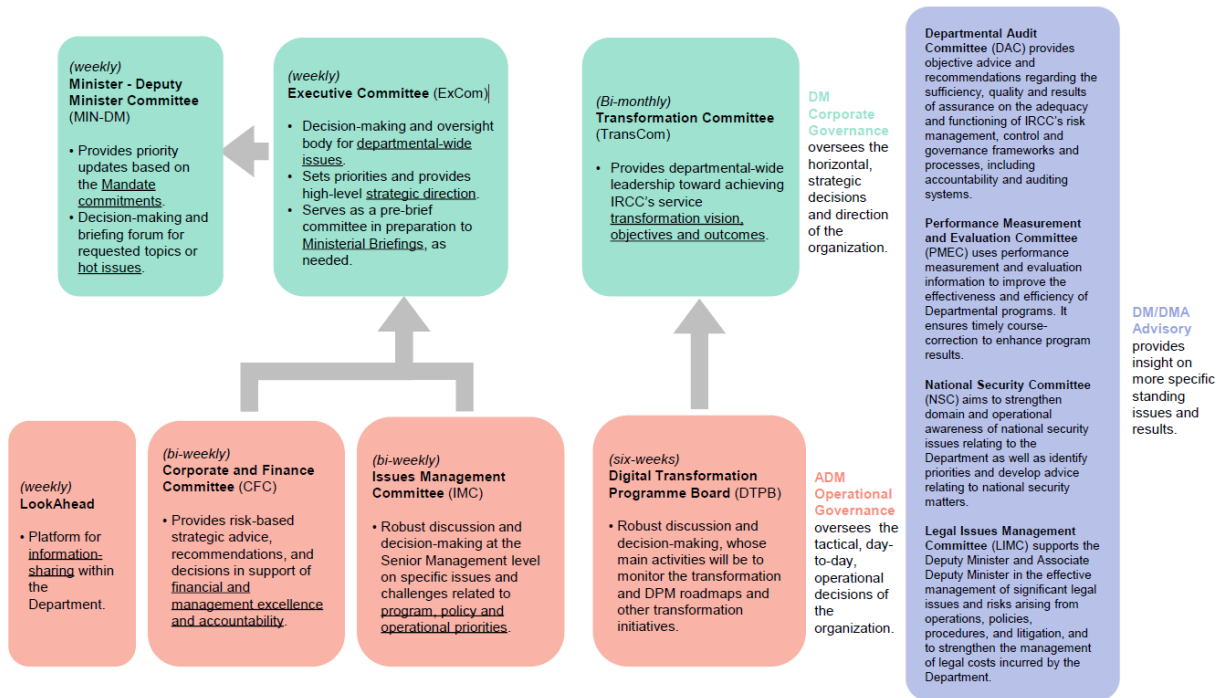 (weekly)
Minister - Deputy
Minister Committee
(MIN-DM)
• Provides priority
updates based on
the Mandate
commitments.
• Decision-making and
briefing forum for
requested topics or
hot issues.
(weekly)
Executive Committee (ExCom)
• Decision-making and oversight
body for departmental-wide
issues.
• Sets priorities and provides
high-level strategic direction.
• Serves as a pre-brief
committee in preparation to
Ministerial Briefings, as
needed.
(Bi-monthly)
Transformation Committee
(TransCom)
• Provides departmental-wide
leadership toward achieving
IRCC's service
transformation vision,
objectives and outcomes.
DM
Corporate
Governance
oversees the
horizontal,
strategic
decisions
and direction
of the
organization.
(weekly)
LookAhead
• Platform for
information-
sharing within
the
Department.
(bi-weekly)
Corporate and Finance
Committee (CFC)
• Provides risk-based
strategic advice,
recommendations, and
decisions in support of
financial and
management excellence
and accountability.
(bi-weekly)
Issues Management
Committee (IMC)
• Robust discussion and
decision-making at the
Senior Management level
on specific issues and
challenges related to
program, policy and
operational priorities.
(six-weeks)
Digital Transformation
Programme Board (DTPB)
• Robust discussion and
decision-making, whose
main activities will be to
monitor the transformation
and DPM roadmaps and
other transformation
initiatives.
ADM
Operational
Governance
oversees the
tactical, day-
to-day,
operational
decisions of
the
organization.
Departmental Audit
Committee (DAC) provides
objective advice and
recommendations regarding the
sufficiency, quality and results
of assurance on the adequacy
and functioning of IRCC's risk
management, control and
governance frameworks and
processes, including
accountability and auditing
systems.
Performance Measurement
and Evaluation Committee
(PMEC) uses performance
measurement and evaluation
information to improve the
effectiveness and efficiency of
Departmental programs. It
ensures timely course-
correction to enhance program
results.
National Security Committee
(NSC) aims to strengthen
domain and operational
awareness of national security
issues relating to the
Department as well as identify
priorities and develop advice
relating to national security
matters.
Legal Issues Management
Committee (LIMC) supports the
Deputy Minister and Associate
Deputy Minister in the effective
management of significant legal
issues and risks arising from
operations, policies,
procedures, and litigation, and
to strengthen the management
of legal costs incurred by the
Department.
DM/DMA
Advisory
provides
insight on
more specific
standing
issues and
results.